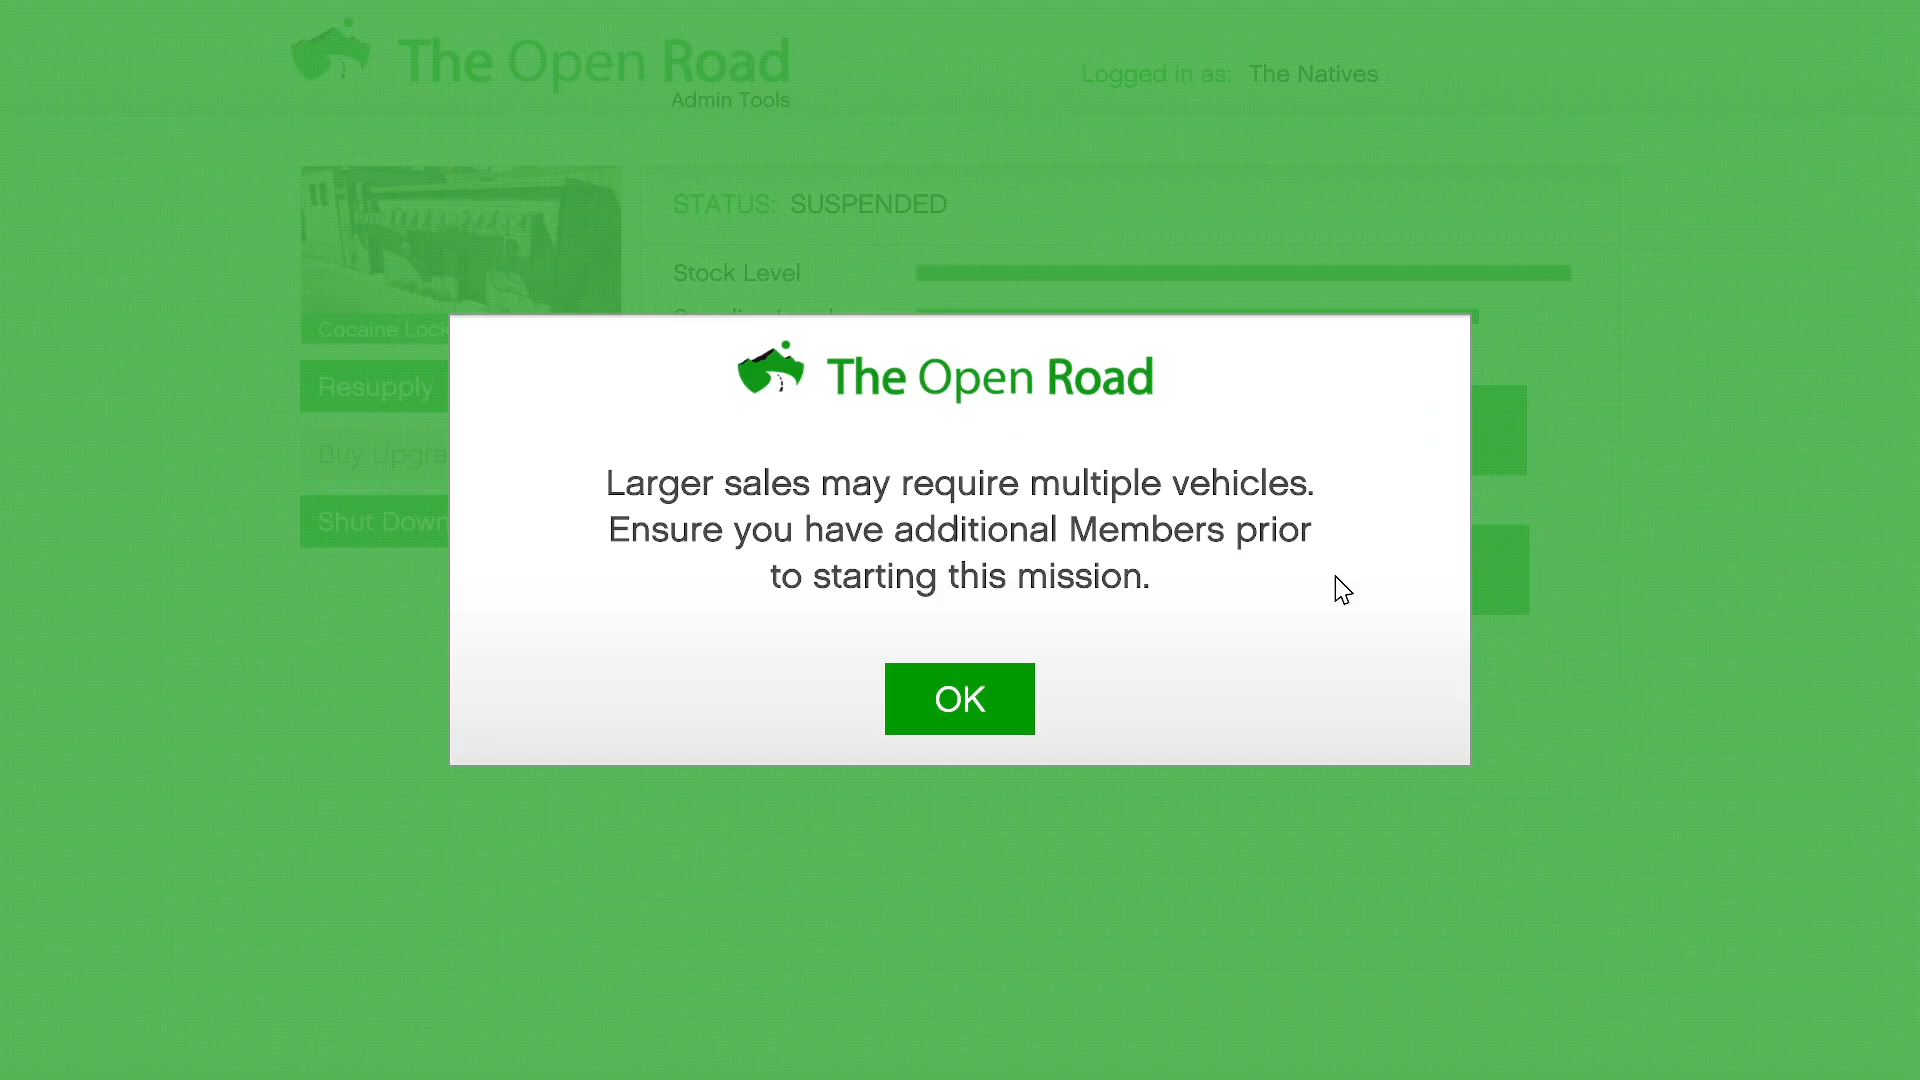 The Open Road
Admin Tools
Logged in as: The Natives
STATUS: SUSPENDED
Stock Level
Cocaine
Resupply
Buy
Shut Down
The Open Road
Larger sales may require multiple vehicles.
Ensure you have additional Members prior
to starting this mission.
OK